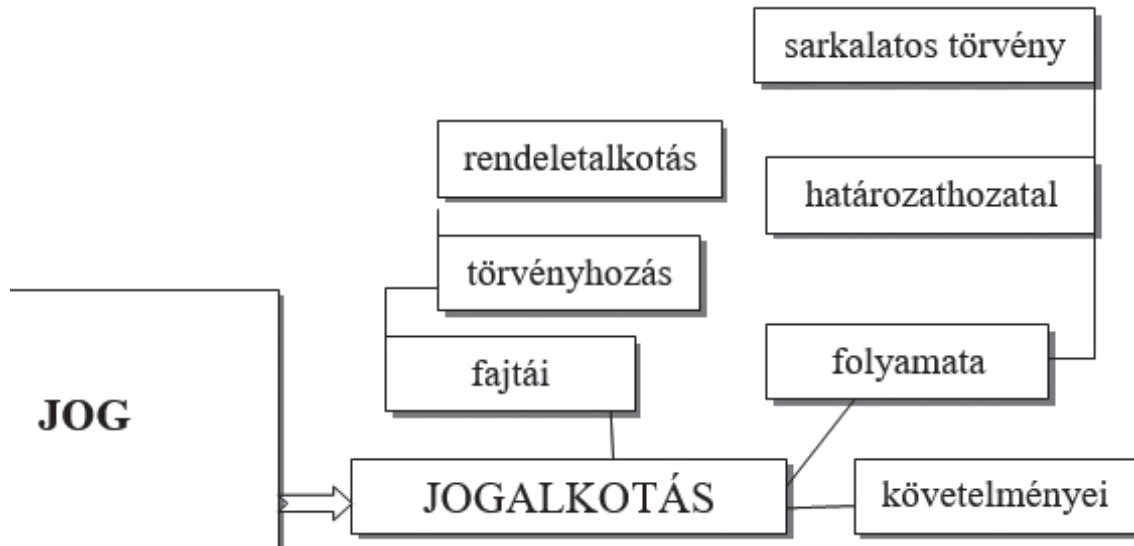 sarkalatos törvény
rendeletalkotás
határozathozatal
törvényhozás
fajtái
folyamata
JOG
JOGALKOTÁS
követelményei